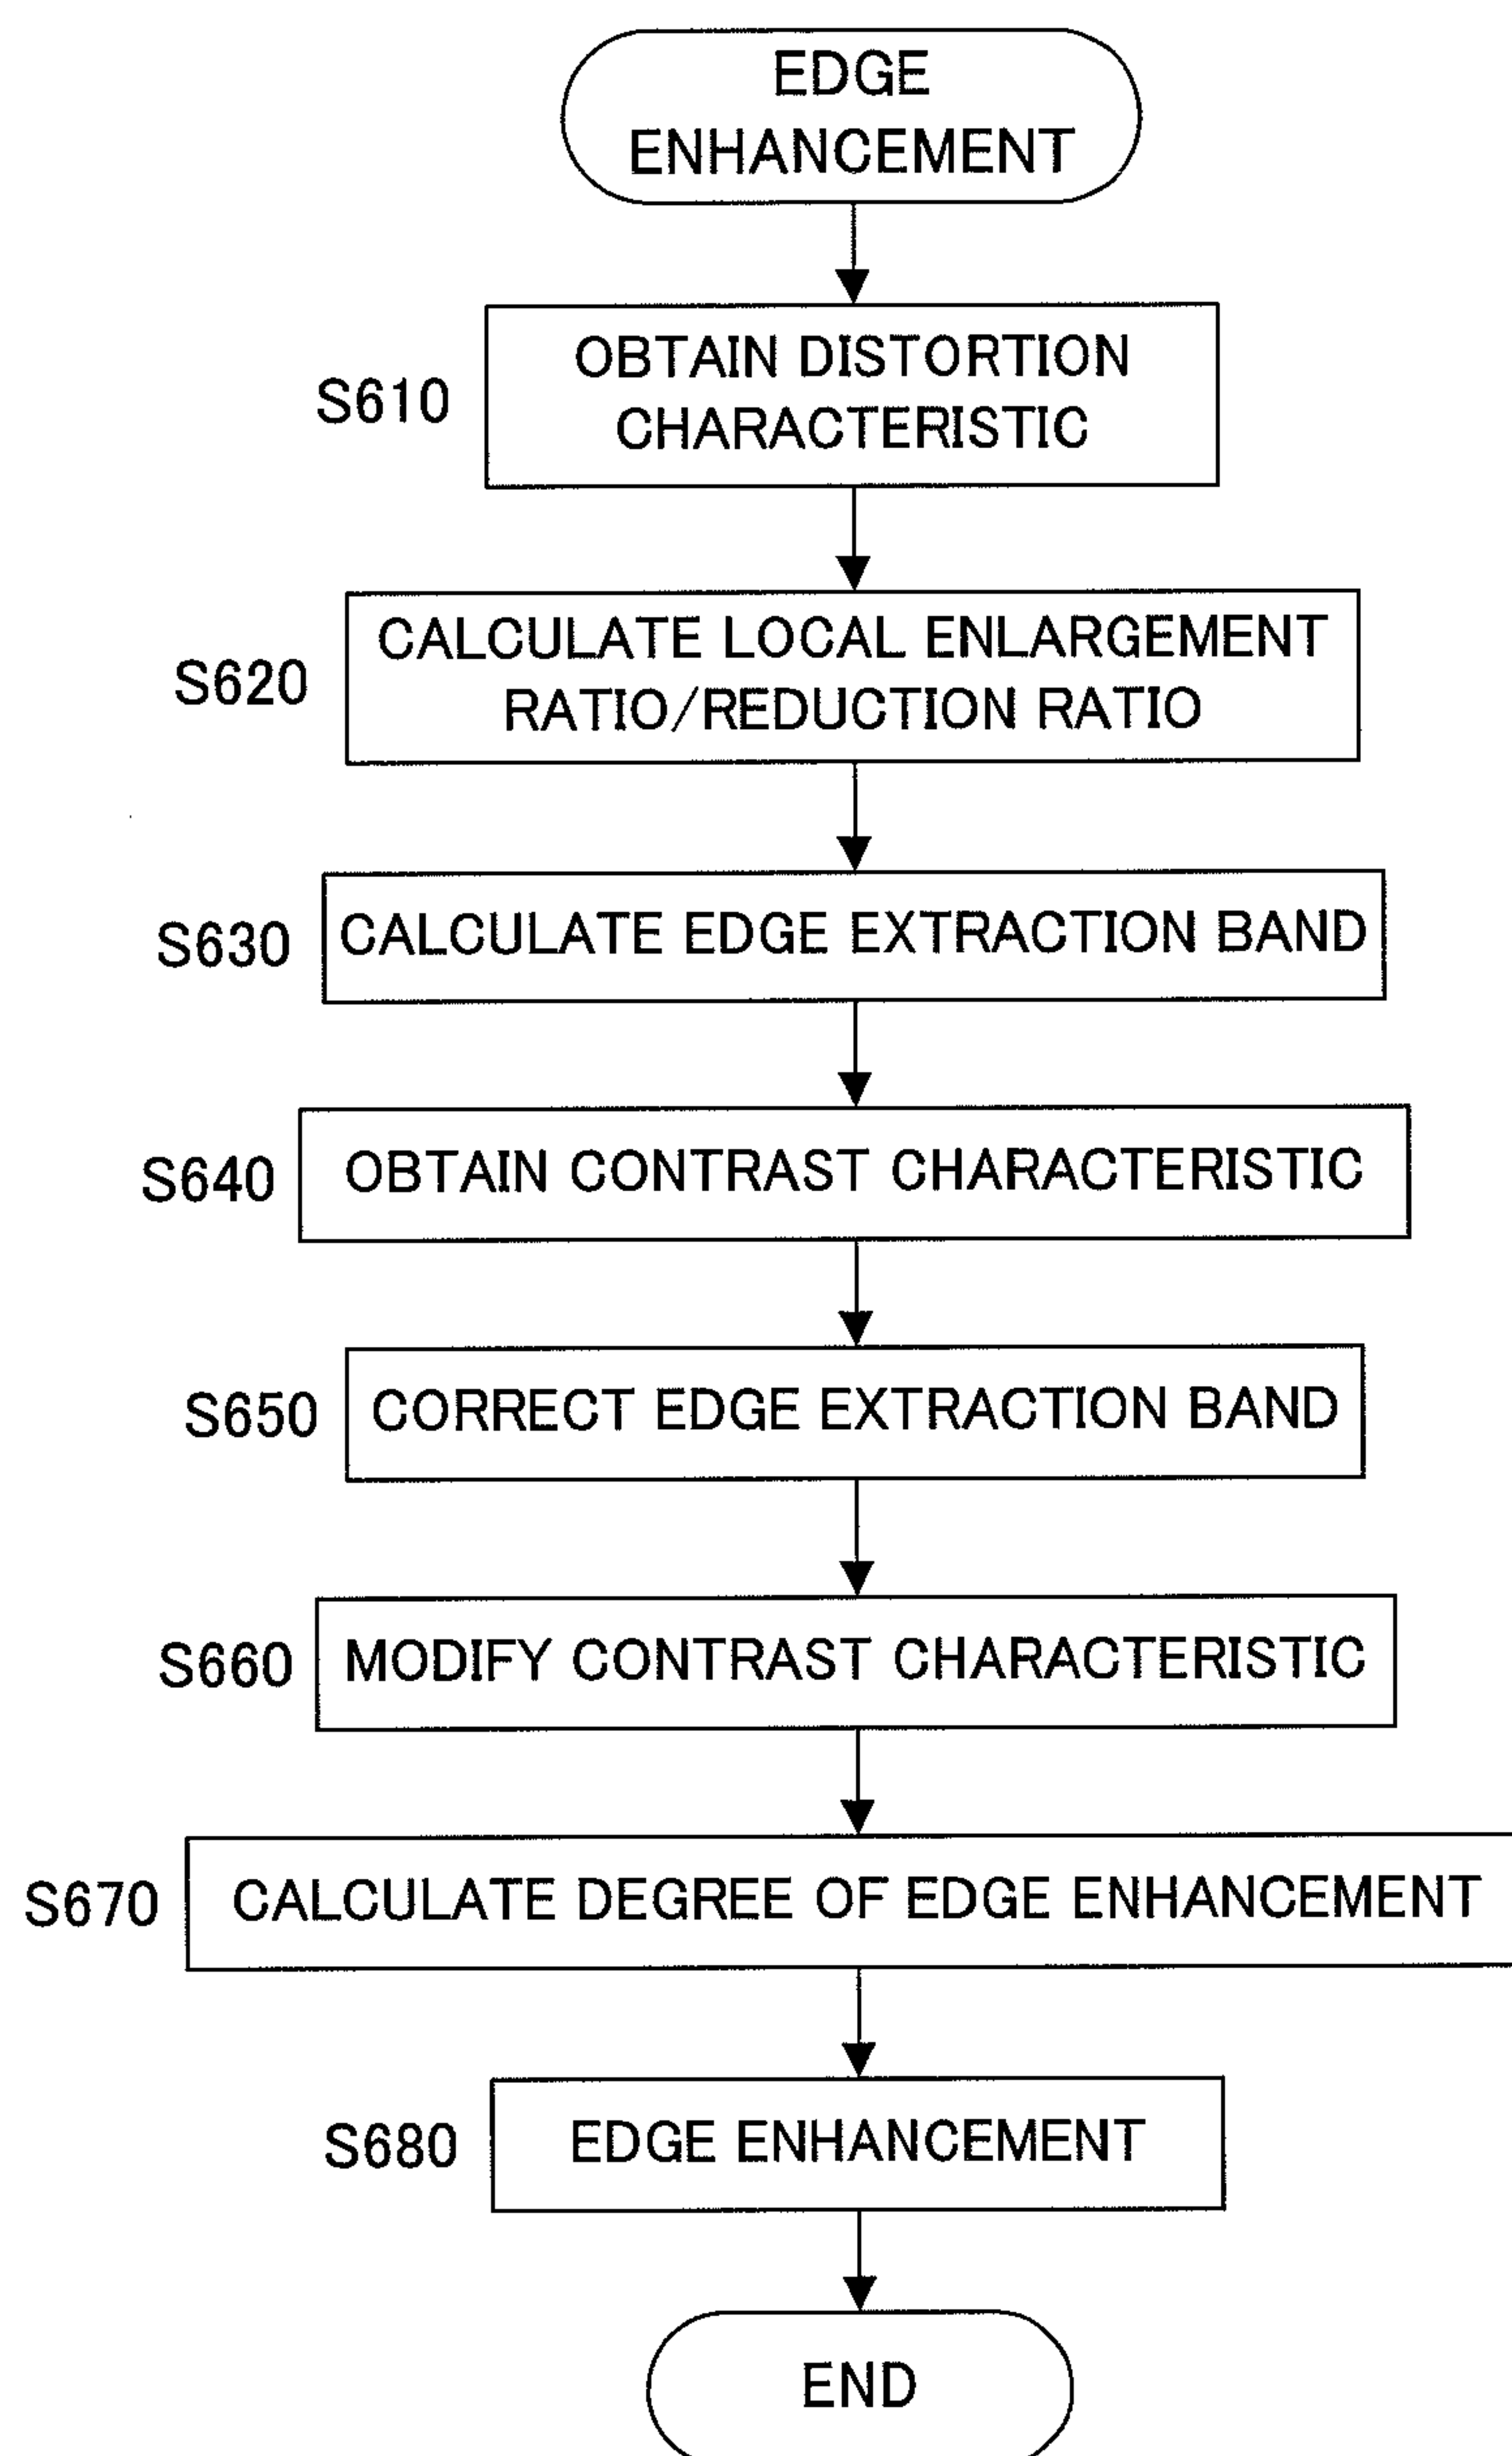 EDGE
ENHANCEMENT
OBTAIN DISTORTION
CHARACTERISTIC
S610
CALCULATE LOCAL ENLARGEMENT
RATIO/REDUCTION RATIO
S620
S630
CALCULATE EDGE EXTRACTION BAND
S640
OBTAIN CONTRAST CHARACTERISTIC
S650
CORRECT EDGE EXTRACTION BAND
S660
MODIFY CONTRAST CHARACTERISTIC
S670
CALCULATE DEGREE OF EDGE ENHANCEMENT
S680
EDGE ENHANCEMENT
END